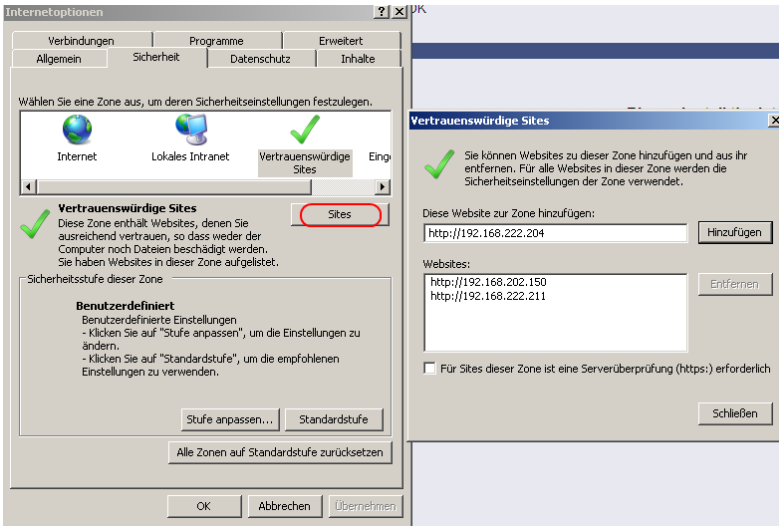 Internetoptionen
OK
Verbindungen Programme Erweitert
Allgemein Sicherheit Datenschutz Inhalte
Wählen Sie eine Zone aus, um deren Sicherheitseinstellungen festzulegen.
Internet Lokales Intranet Vertrauenswürdige
Sites
Vertrauenswürdige Sites
Diese Zone enthält Websites, denen Sie
ausreichend vertrauen, so dass weder der
Computer noch Dateien beschädigt werden.
Sie haben Websites in dieser Zone aufgelistet.
Sites
Sicherheitsstufe dieser Zone
Benutzerdefiniert
Benutzerdefinierte Einstellungen
- Klicken Sie auf "Stufe anpassen", um die Einstellungen zu
ändern.
- Klicken Sie auf "Standardstufe", um die empfohlenen
Einstellungen zu verwenden.
Stufe anpassen... Standardstufe
Alle Zonen auf Standardstufe zurücksetzen
OK Abbrechen Übernehmen
Vertrauenswürdige Sites
Sie können Websites zu dieser Zone hinzufügen und aus ihr
entfernen. Für alle Websites in dieser Zone werden die
Sicherheitseinstellungen der Zone verwendet.
Diese Website zur Zone hinzufügen:
http://192.168.222.204 Hinzufügen
Websites:
http://192.168.202.150
http://192.168.222.211
Entfernen
Für Sites dieser Zone ist eine Serverüberprüfung (https:) erforderlich
Schließen